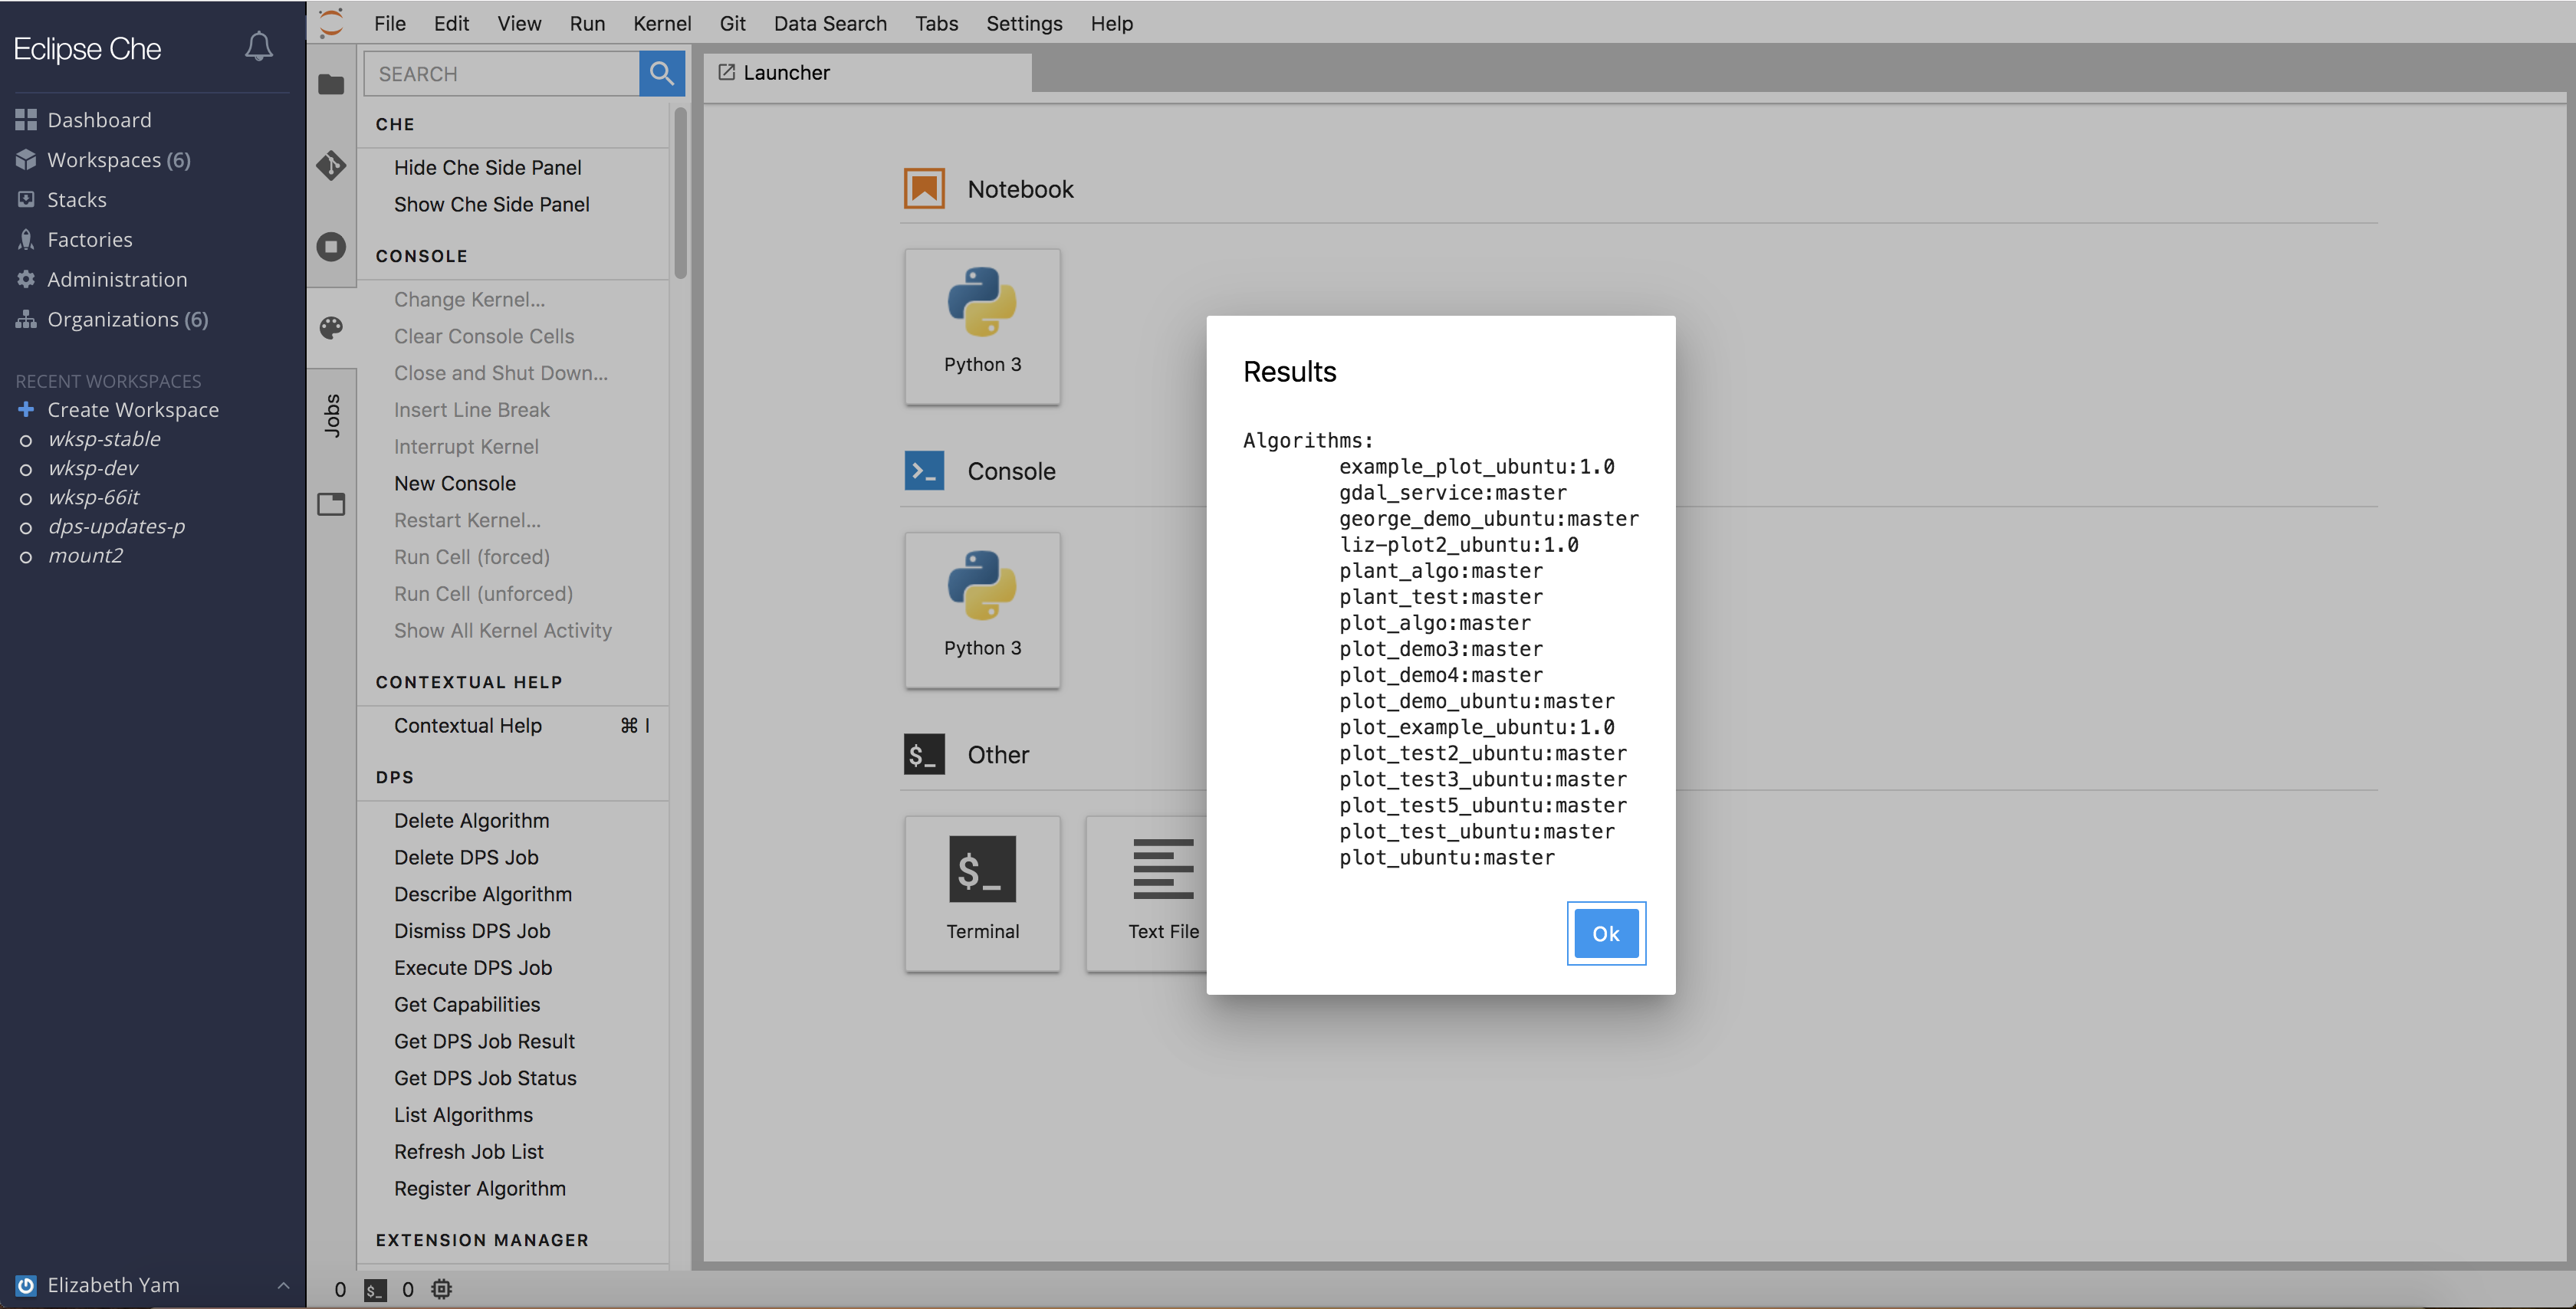 Eclipse Che
Dashboard
Workspaces (6)
Stacks
Factories
Administration
Organizations (6)
RECENT WORKSPACES
Create Workspace
wksp-stable
wksp-dev
wksp-66it
dps-updates-p
mount2
Elizabeth Yam
File Edit View Run Kernel Git Data Search Tabs Settings Help
Jobs
SEARCH
CHE
Hide Che Side Panel
Show Che Side Panel
CONSOLE
Change Kernel...
Clear Console Cells
Close and Shut Down...
Insert Line Break
Interrupt Kernel
New Console
Restart Kernel...
Run Cell (forced)
Run Cell (unforced)
Show All Kernel Activity
CONTEXTUAL HELP
Contextual Help ⌘ I
DPS
Delete Algorithm
Delete DPS Job
Describe Algorithm
Dismiss DPS Job
Execute DPS Job
Get Capabilities
Get DPS Job Result
Get DPS Job Status
List Algorithms
Refresh Job List
Register Algorithm
EXTENSION MANAGER
0 $_ 0
Launcher
Notebook
Python 3
>_ Console
Python 3
$_ Other
$_
Terminal
Text File
Results
Algorithms:
example_plot_ubuntu:1.0
gdal_service:master
george_demo_ubuntu:master
liz-plot2_ubuntu:1.0
plant_algo:master
plant_test:master
plot_algo:master
plot_demo3:master
plot_demo4:master
plot_demo_ubuntu:master
plot_example_ubuntu:1.0
plot_test2_ubuntu:master
plot_test3_ubuntu:master
plot_test5_ubuntu:master
plot_test_ubuntu:master
plot_ubuntu:master
Ok